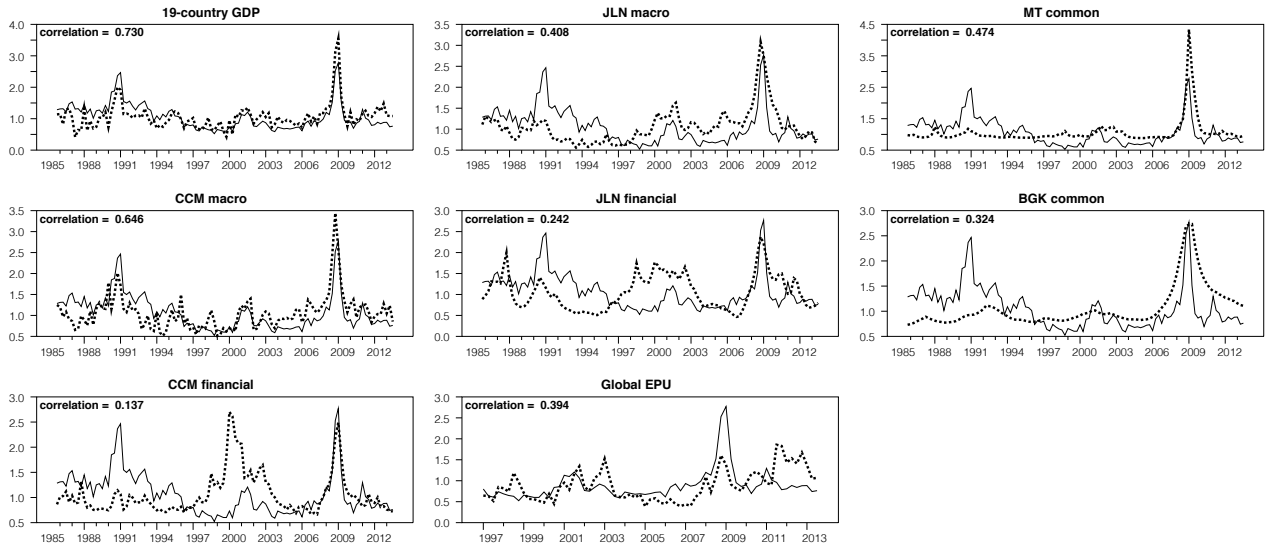 19-country GDP
correlation = 0.730
4.0
3.0
2.0
1.0
0.0
1985 1988 1991 1994 1997 2000 2003 2006 2009 2012
JLN macro
correlation = 0.408
3.5
3.0
2.5
2.0
1.5
1.0
0.5
1985 1988 1991 1994 1997 2000 2003 2006 2009 2012
MT common
correlation = 0.474
4.5
3.5
2.5
1.5
0.5
1985 1988 1991 1994 1997 2000 2003 2006 2009 2012
CCM macro
correlation = 0.646
3.5
3.0
2.5
2.0
1.5
1.0
0.5
1985 1988 1991 1994 1997 2000 2003 2006 2009 2012
JLN financial
correlation = 0.242
3.0
2.5
2.0
1.5
1.0
0.5
0.0
1985 1988 1991 1994 1997 2000 2003 2006 2009 2012
BGK common
correlation = 0.324
3.0
2.5
2.0
1.5
1.0
0.5
1985 1988 1991 1994 1997 2000 2003 2006 2009 2012
CCM financial
correlation = 0.137
3.0
2.5
2.0
1.5
1.0
0.5
1985 1988 1991 1994 1997 2000 2003 2006 2009 2012
Global EPU
correlation = 0.394
3.0
2.5
2.0
1.5
1.0
0.5
0.0
1997 1999 2001 2003 2005 2007 2009 2011 2013